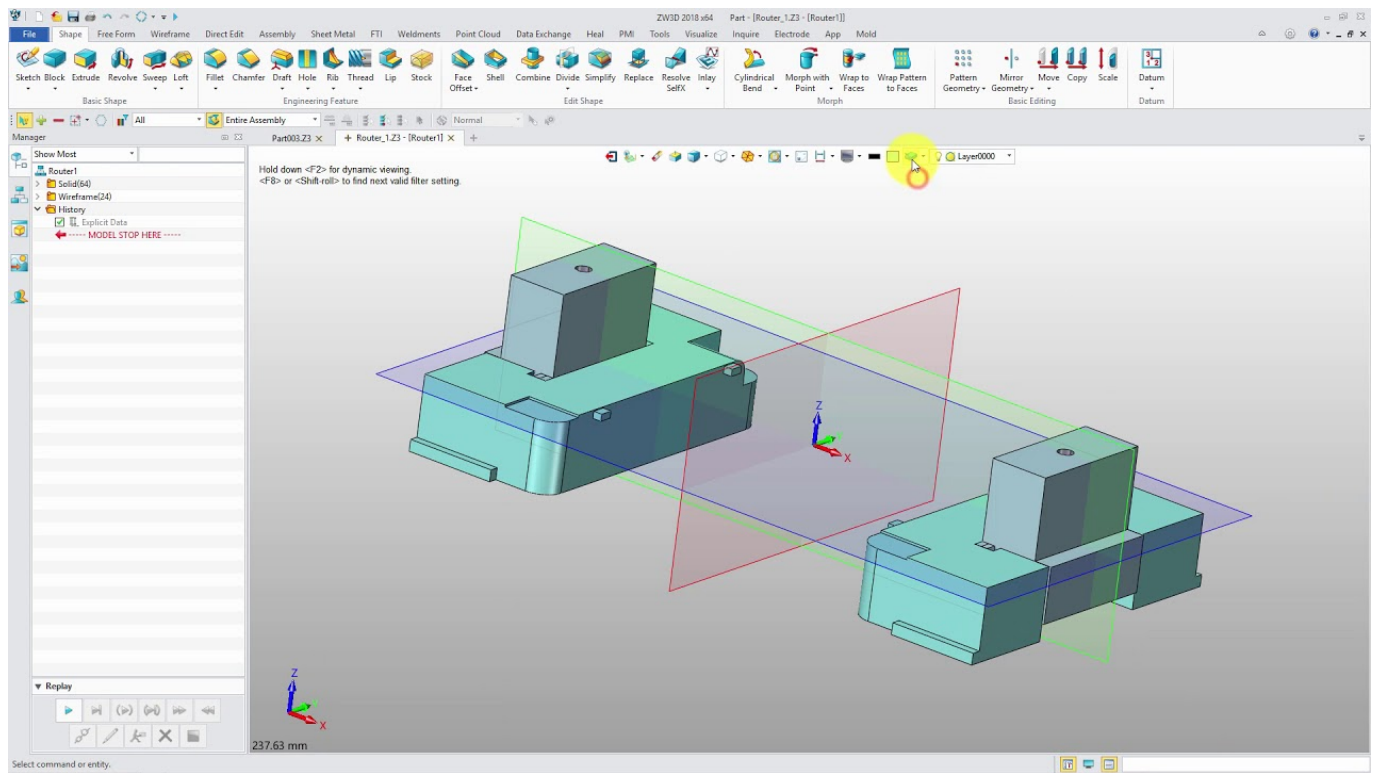 ZW3D 2018 x64 Part - [Router_1.Z3 - [Router1]]
File Shape Free Form Wireframe Direct Edit Assembly Sheet Metal FTI Weldments Point Cloud Data Exchange Heal PMI Tools Visualize Inquire Electrode App Mold
Sketch Block Extrude Revolve Sweep Loft Fillet Chamfer Draft Hole Rib Thread Lip Stock Face Offset Shell Combine Divide Simplify Replace Resolve SelfX Inlay Cylindrical Bend Morph with Point Wrap to Faces Wrap Pattern to Faces Pattern Geometry Mirror Geometry Move Copy Scale Datum
Basic Shape Engineering Feature Edit Shape Morph Basic Editing Datum
All Entire Assembly Normal
Manager Part003.Z3 Router_1.Z3 - [Router1]
Show Most
Layer0000
Router1
Solid(64)
Wireframe(24)
History
Explicit Data
----- MODEL STOP HERE -----
Hold down <F2> for dynamic viewing.
<F8> or <Shift-roll> to find next valid filter setting.
Z
X
Z
X
Replay
237.63 mm
Select command or entity.